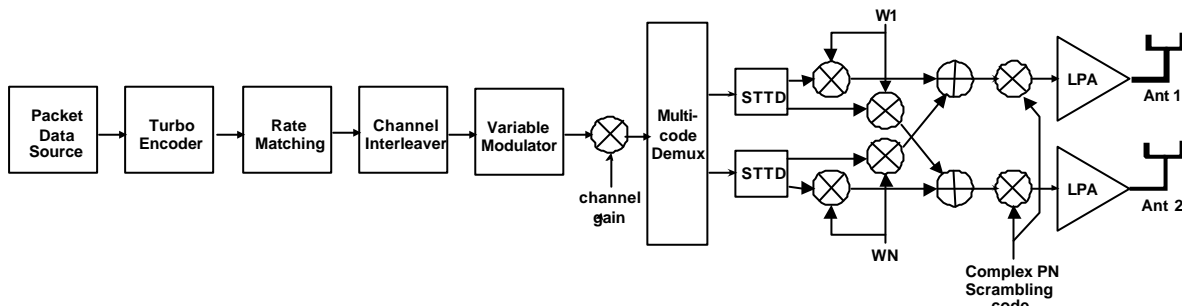 Packet
Data
Source
Turbo
Encoder
Rate
Matching
Channel
Interleaver
Variable
Modulator
channel
gain
Multi-
code
Demux
STTD
STTD
W1
WN
LPA
Ant 1
LPA
Ant 2
Complex PN
Scrambling
code